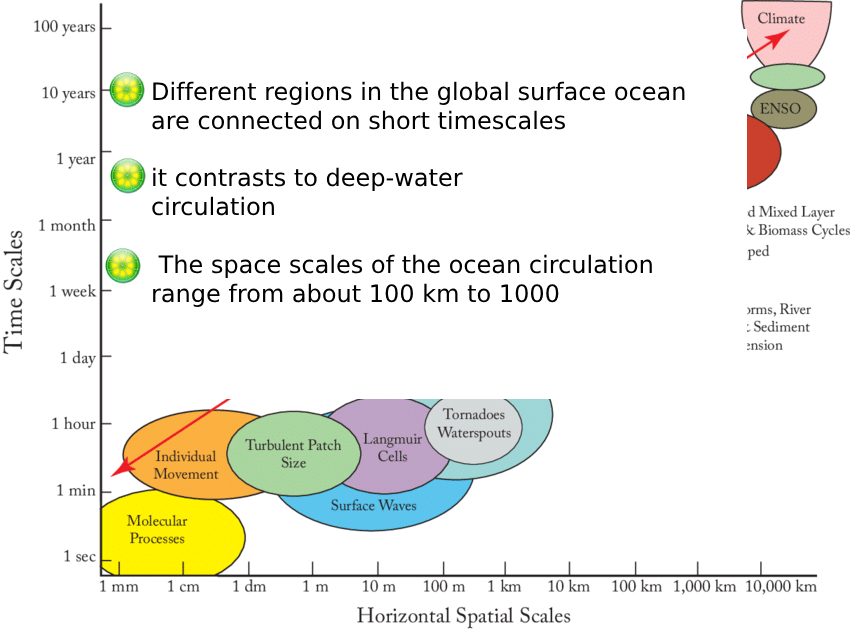 100 years
10 years
1 year
1 month
1 week
1 day
1 hour
1 min
1 sec
Time Scales
Different regions in the global surface ocean
are connected on short timescales
it contrasts to deep-water
circulation
The space scales of the ocean circulation
range from about 100 km to 1000
Climate
ENSO
d Mixed Layer
& Biomass Cycles
ped
orms, River
Sediment
ension
Tornadoes
Waterspouts
Langmuir
Cells
Turbulent Patch
Size
Individual
Movement
Surface Waves
Molecular
Processes
1 mm 1 cm 1 dm 1 m 10 m 100 m 1 km 10 km 100 km 1,000 km 10,000 km
Horizontal Spatial Scales